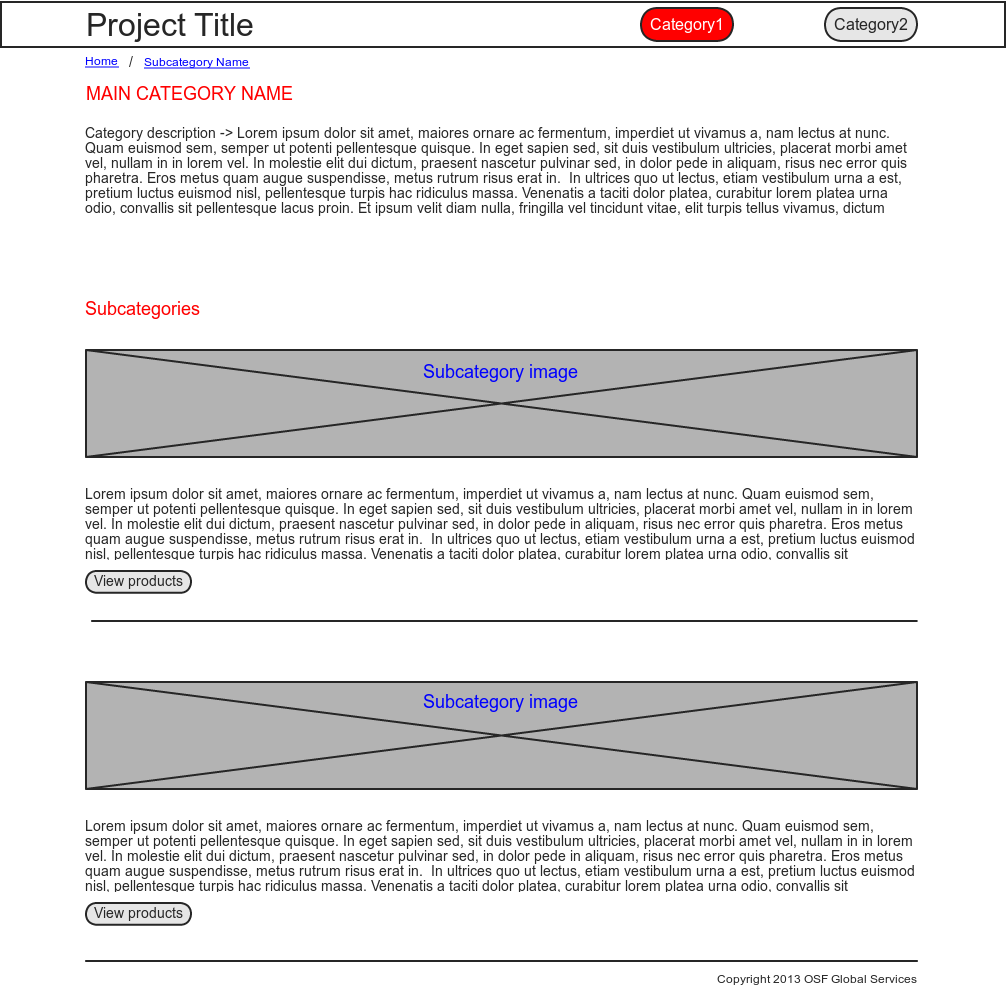 Project Title
Category1
Category2
Home / Subcategory Name
MAIN CATEGORY NAME
Category description -> Lorem ipsum dolor sit amet, maiores ornare ac fermentum, imperdiet ut vivamus a, nam lectus at nunc.
Quam euismod sem, semper ut potenti pellentesque quisque. In eget sapien sed, sit duis vestibulum ultricies, placerat morbi amet
vel, nullam in in lorem vel. In molestie elit dui dictum, praesent nascetur pulvinar sed, in dolor pede in aliquam, risus nec error quis
pharetra. Eros metus quam augue suspendisse, metus rutrum risus erat in.  In ultrices quo ut lectus, etiam vestibulum urna a est,
pretium luctus euismod nisl, pellentesque turpis hac ridiculus massa. Venenatis a taciti dolor platea, curabitur lorem platea urna
odio, convallis sit pellentesque lacus proin. Et ipsum velit diam nulla, fringilla vel tincidunt vitae, elit turpis tellus vivamus, dictum
Subcategories
Subcategory image
Lorem ipsum dolor sit amet, maiores ornare ac fermentum, imperdiet ut vivamus a, nam lectus at nunc. Quam euismod sem,
semper ut potenti pellentesque quisque. In eget sapien sed, sit duis vestibulum ultricies, placerat morbi amet vel, nullam in in lorem
vel. In molestie elit dui dictum, praesent nascetur pulvinar sed, in dolor pede in aliquam, risus nec error quis pharetra. Eros metus
quam augue suspendisse, metus rutrum risus erat in.  In ultrices quo ut lectus, etiam vestibulum urna a est, pretium luctus euismod
nisl, pellentesque turpis hac ridiculus massa. Venenatis a taciti dolor platea, curabitur lorem platea urna odio, convallis sit
View products
Subcategory image
Lorem ipsum dolor sit amet, maiores ornare ac fermentum, imperdiet ut vivamus a, nam lectus at nunc. Quam euismod sem,
semper ut potenti pellentesque quisque. In eget sapien sed, sit duis vestibulum ultricies, placerat morbi amet vel, nullam in in lorem
vel. In molestie elit dui dictum, praesent nascetur pulvinar sed, in dolor pede in aliquam, risus nec error quis pharetra. Eros metus
quam augue suspendisse, metus rutrum risus erat in.  In ultrices quo ut lectus, etiam vestibulum urna a est, pretium luctus euismod
nisl, pellentesque turpis hac ridiculus massa. Venenatis a taciti dolor platea, curabitur lorem platea urna odio, convallis sit
View products
Copyright 2013 OSF Global Services